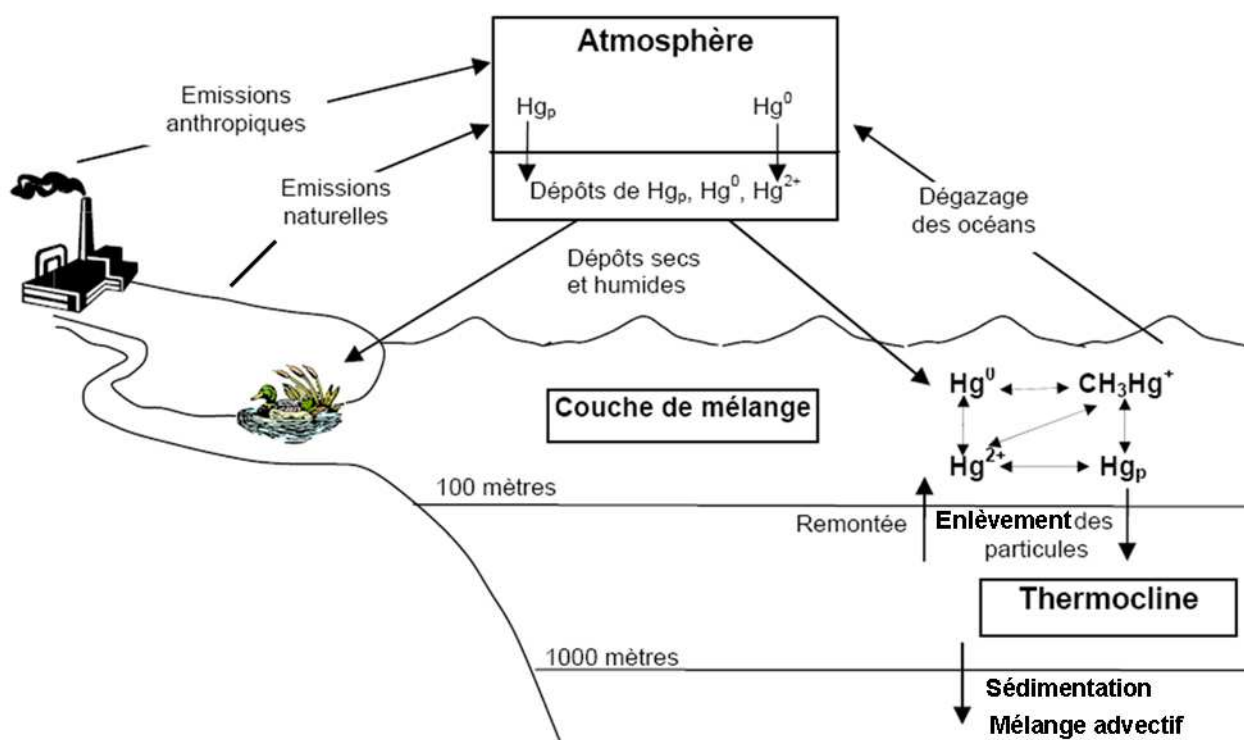 Atmosphère
Emissions
anthropiques
Hgₚ
Hg⁰
Emissions
naturelles
Dépôts de Hgₚ, Hg⁰, Hg²⁺
Dégazage
des océans
Dépôts secs
et humides
Hg⁰
CH₃Hg⁺
Couche de mélange
Hg²⁺
Hgₚ
100 mètres
Remontée
Enlèvement des
particules
Thermocline
1000 mètres
Sédimentation
Mélange advectif